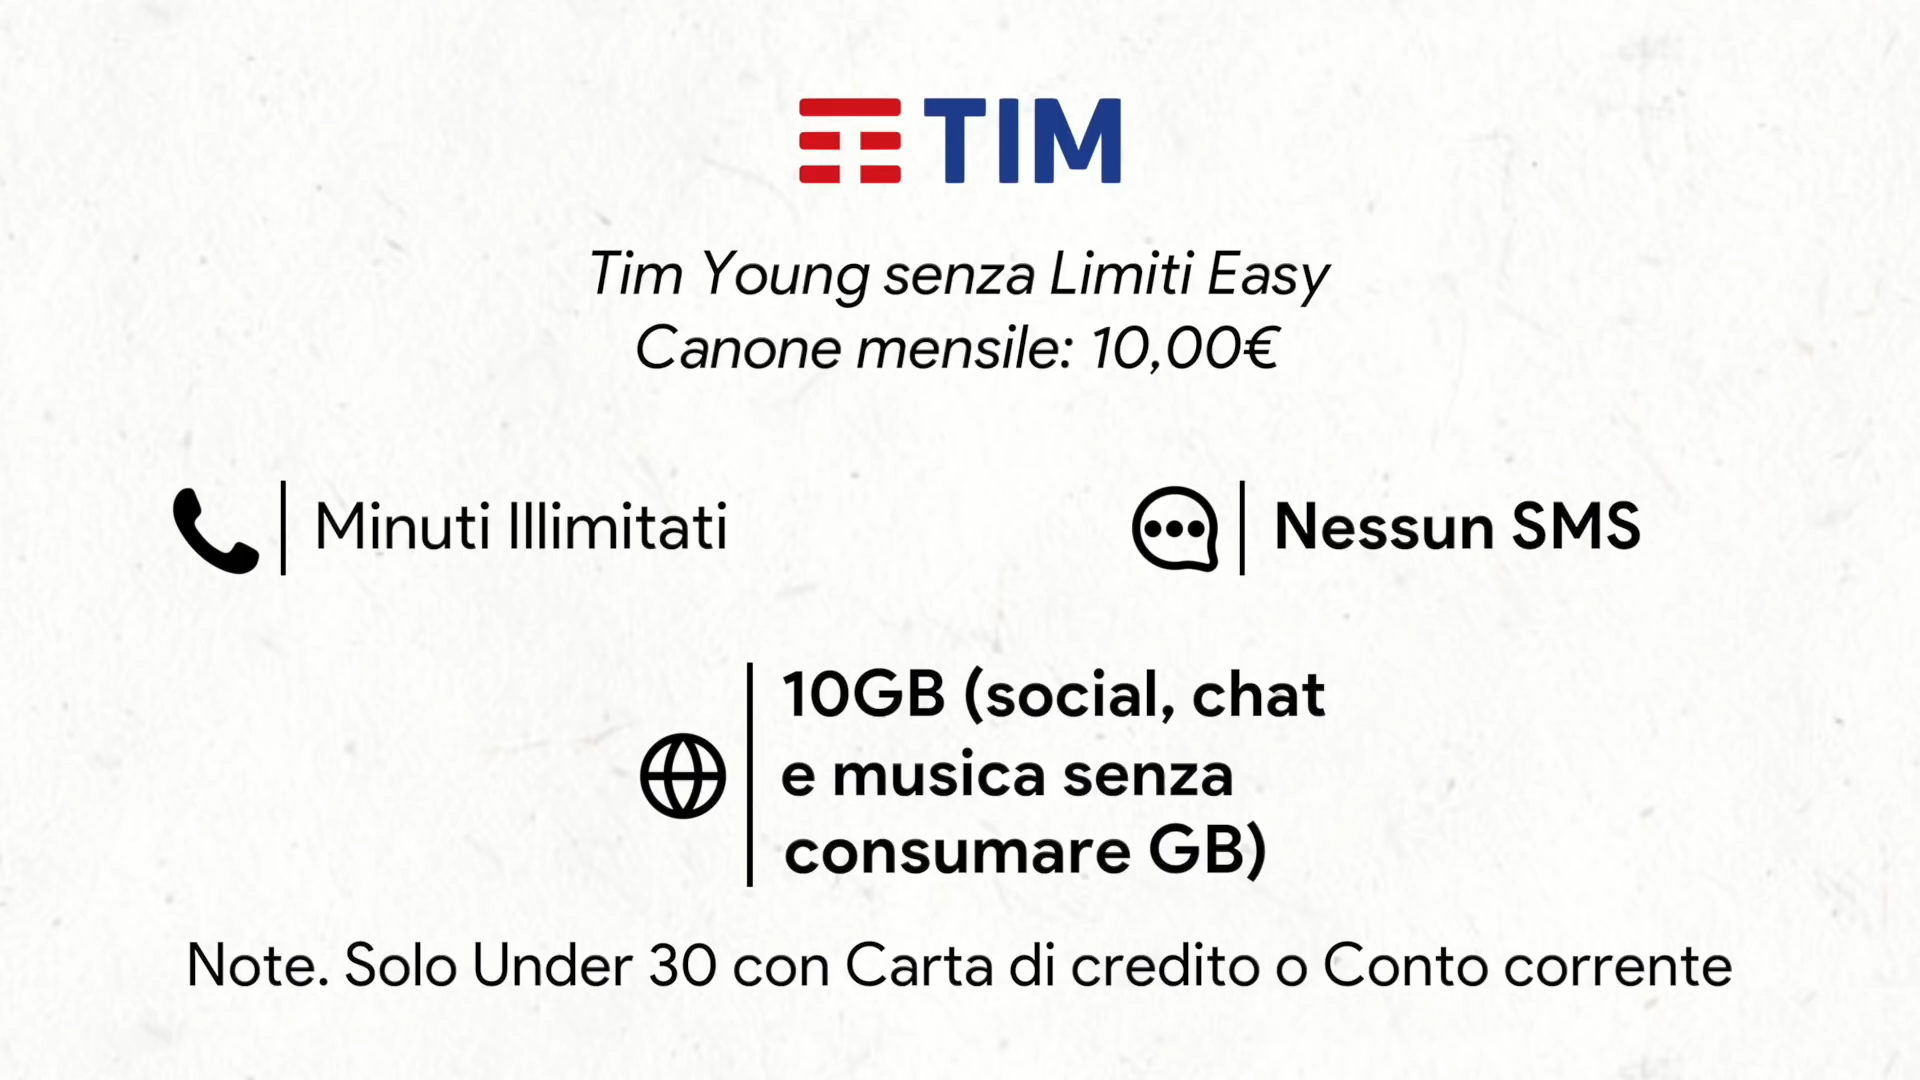 TIM
Tim Young senza Limiti Easy
Canone mensile: 10,00€
Minuti Illimitati
Nessun SMS
10GB (social, chat
e musica senza
consumare GB)
Note. Solo Under 30 con Carta di credito o Conto corrente